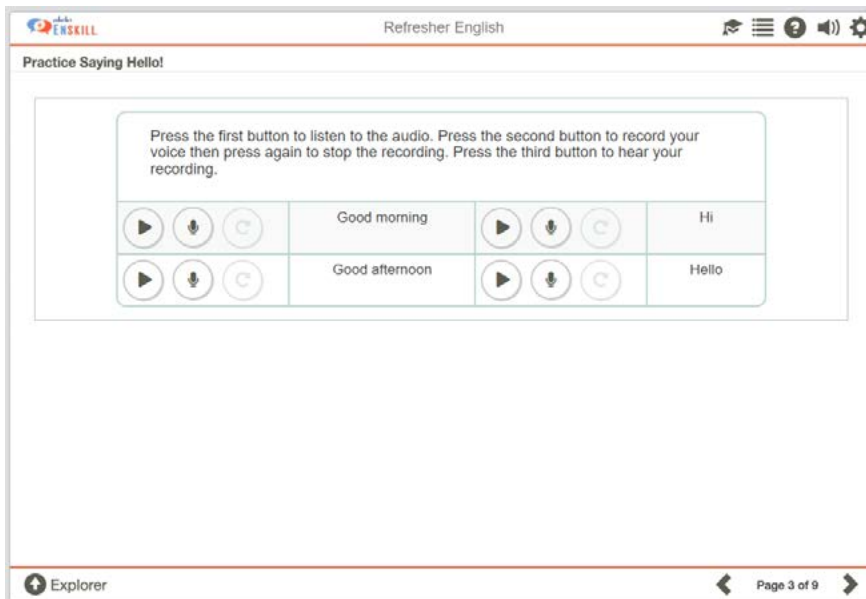 ENSKILL
Refresher English
Practice Saying Hello!
Press the first button to listen to the audio. Press the second button to record your
voice then press again to stop the recording. Press the third button to hear your
recording.
Good morning
Hi
Good afternoon
Hello
Explorer
Page 3 of 9